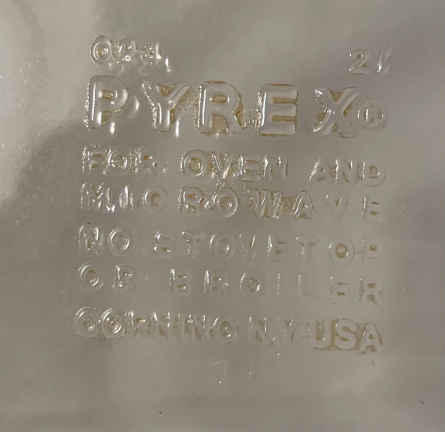 PYREX®
FOR OVEN AND
MICROWAVE
NO STOVETOP
OR BROILER
CORNING N.Y. USA